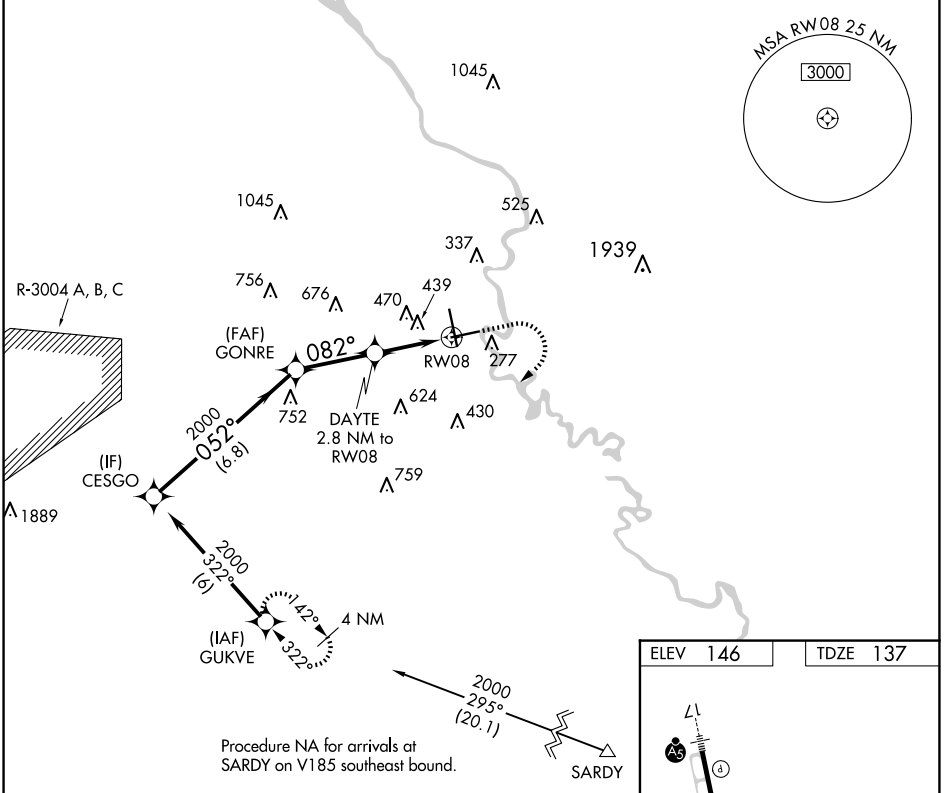 MSA RW08 25 NM
3000
1045
1045
525
337
1939
R-3004 A, B, C
756
676
470
439
(FAF)
GONRE
082°
RW08
277
752
DAYTE
2.8 NM to
RW08
624
430
2000
052°
(6.8)
(IF)
CESGO
759
1889
2000
322°
(6)
142°
4 NM
322°
(IAF)
GUKVE
2000
295°
(20.1)
SARDY
Procedure NA for arrivals at
SARDY on V185 southeast bound.
ELEV 146
TDZE 137
17
A5